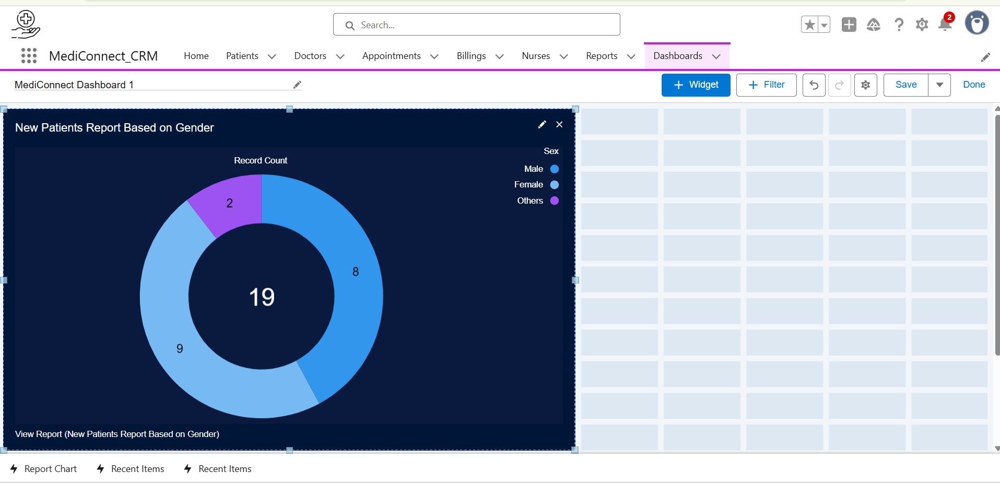 Search...
2
MediConnect_CRM Home Patients Doctors Appointments Billings Nurses Reports Dashboards
MediConnect Dashboard 1
+ Widget + Filter Save Done
New Patients Report Based on Gender
Sex
Record Count
Male
Female
Others
2
8
19
9
View Report (New Patients Report Based on Gender)
Report Chart Recent Items Recent Items